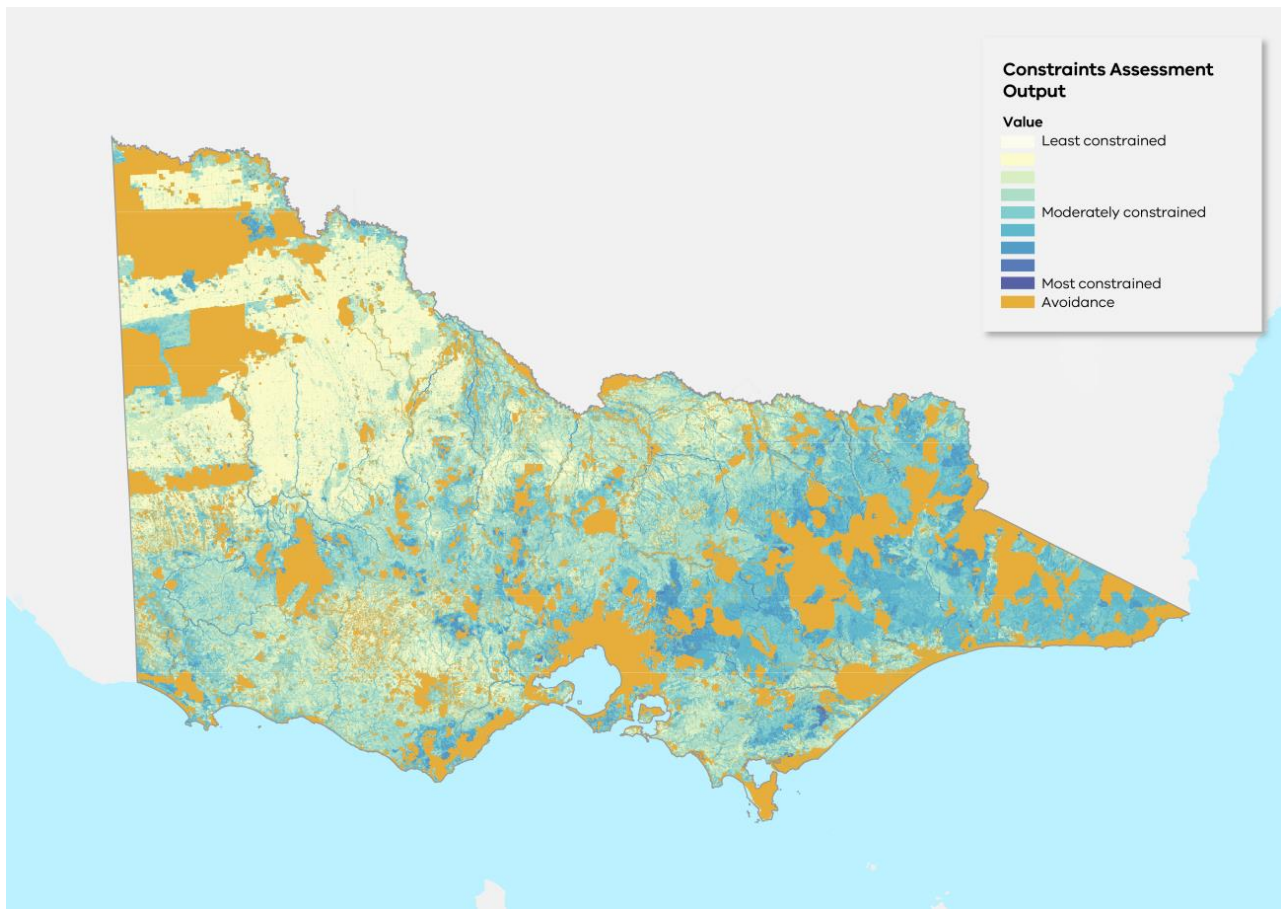 Constraints Assessment
Output
Value
Least constrained
Moderately constrained
Most constrained
Avoidance